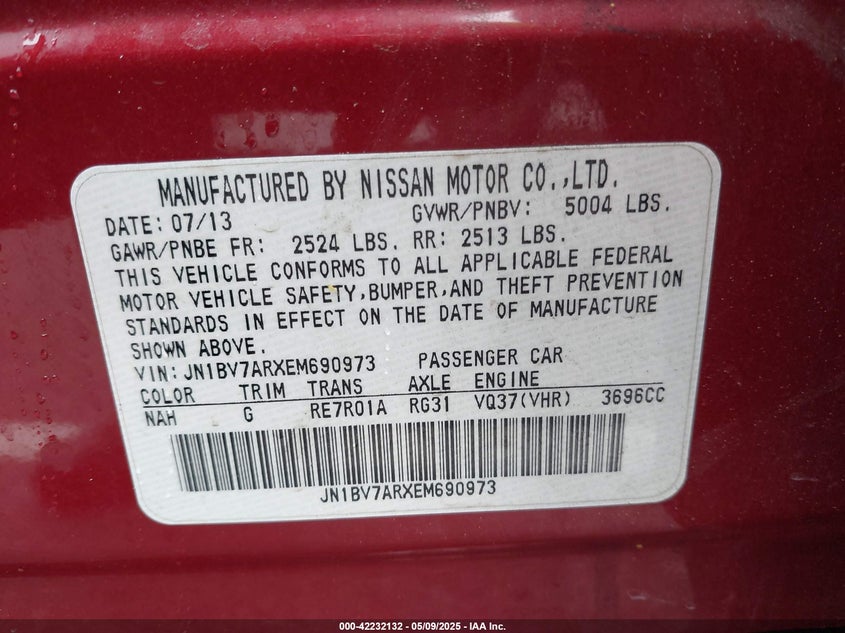 MANUFACTURED BY NISSAN MOTOR CO.,LTD.
DATE: 07/13 GVWR/PNBV: 5004 LBS.
GAWR/PNBE FR: 2524 LBS. RR: 2513 LBS.
THIS VEHICLE CONFORMS TO ALL APPLICABLE FEDERAL
MOTOR VEHICLE SAFETY,BUMPER,AND THEFT PREVENTION
STANDARDS IN EFFECT ON THE DATE OF MANUFACTURE
SHOWN ABOVE.
VIN: JN1BV7ARXEM690973 PASSENGER CAR
COLOR TRIM TRANS AXLE ENGINE
NAH G RE7R01A RG31 VQ37(VHR) 3696CC
JN1BV7ARXEM690973
000-42232132 - 05/09/2025 - IAA Inc.